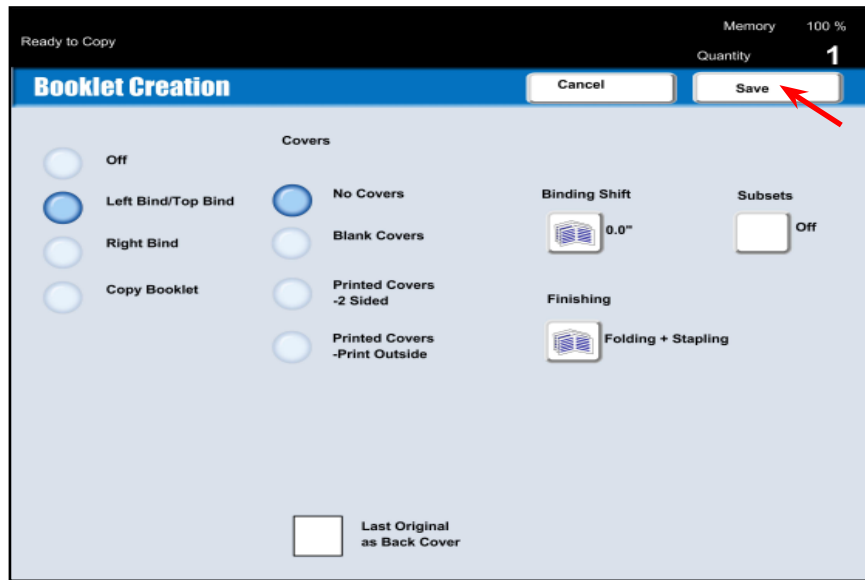 Memory 100 %
Ready to Copy
Quantity 1
Booklet Creation
Cancel
Save
Off
Left Bind/Top Bind
Right Bind
Copy Booklet
Covers
No Covers
Blank Covers
Printed Covers
-2 Sided
Printed Covers
-Print Outside
Binding Shift
0.0"
Subsets
Off
Finishing
Folding + Stapling
Last Original
as Back Cover